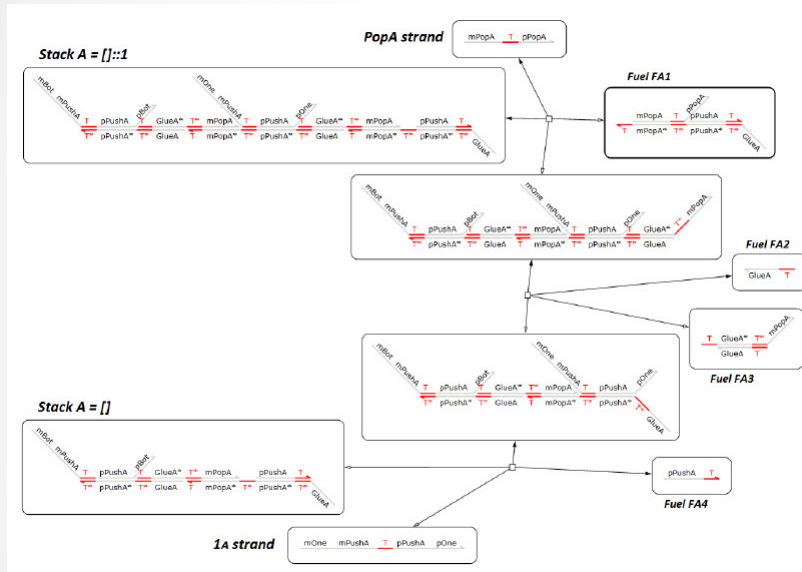 PopA strand
mPopA T pPopA
Stack A = []::1
mBot mPushA T pPushA pBot T GlueA* T* mPopA mOne mPushA T pPushA pOne T GlueA* T* mPopA pPushA T
T* pPushA* T* GlueA T mPopA* T* pPushA* T* GlueA T mPopA* T* pPushA* T* GlueA
Fuel FA1
mPopA T pPopA pPushA T
T mPopA* T* pPushA* T* GlueA
mBot mPushA T pPushA pBot T GlueA* T* mPopA mOne mPushA T pPushA pOne T GlueA* T* mPopA
T* pPushA* T* GlueA T mPopA* T* pPushA* T* GlueA
Fuel FA2
GlueA T
T GlueA* T* mPopA
GlueA T
Fuel FA3
mBot mPushA T pPushA pBot T GlueA* T* mPopA mOne mPushA T pPushA pOne
T* pPushA* T* GlueA T mPopA* T* pPushA* T* GlueA
Stack A = []
mBot mPushA T pPushA pBot T GlueA* T* mPopA pPushA T
T* pPushA* T* GlueA T mPopA* T* pPushA* T* GlueA
pPushA T
Fuel FA4
1A strand
mOne mPushA T pPushA pOne